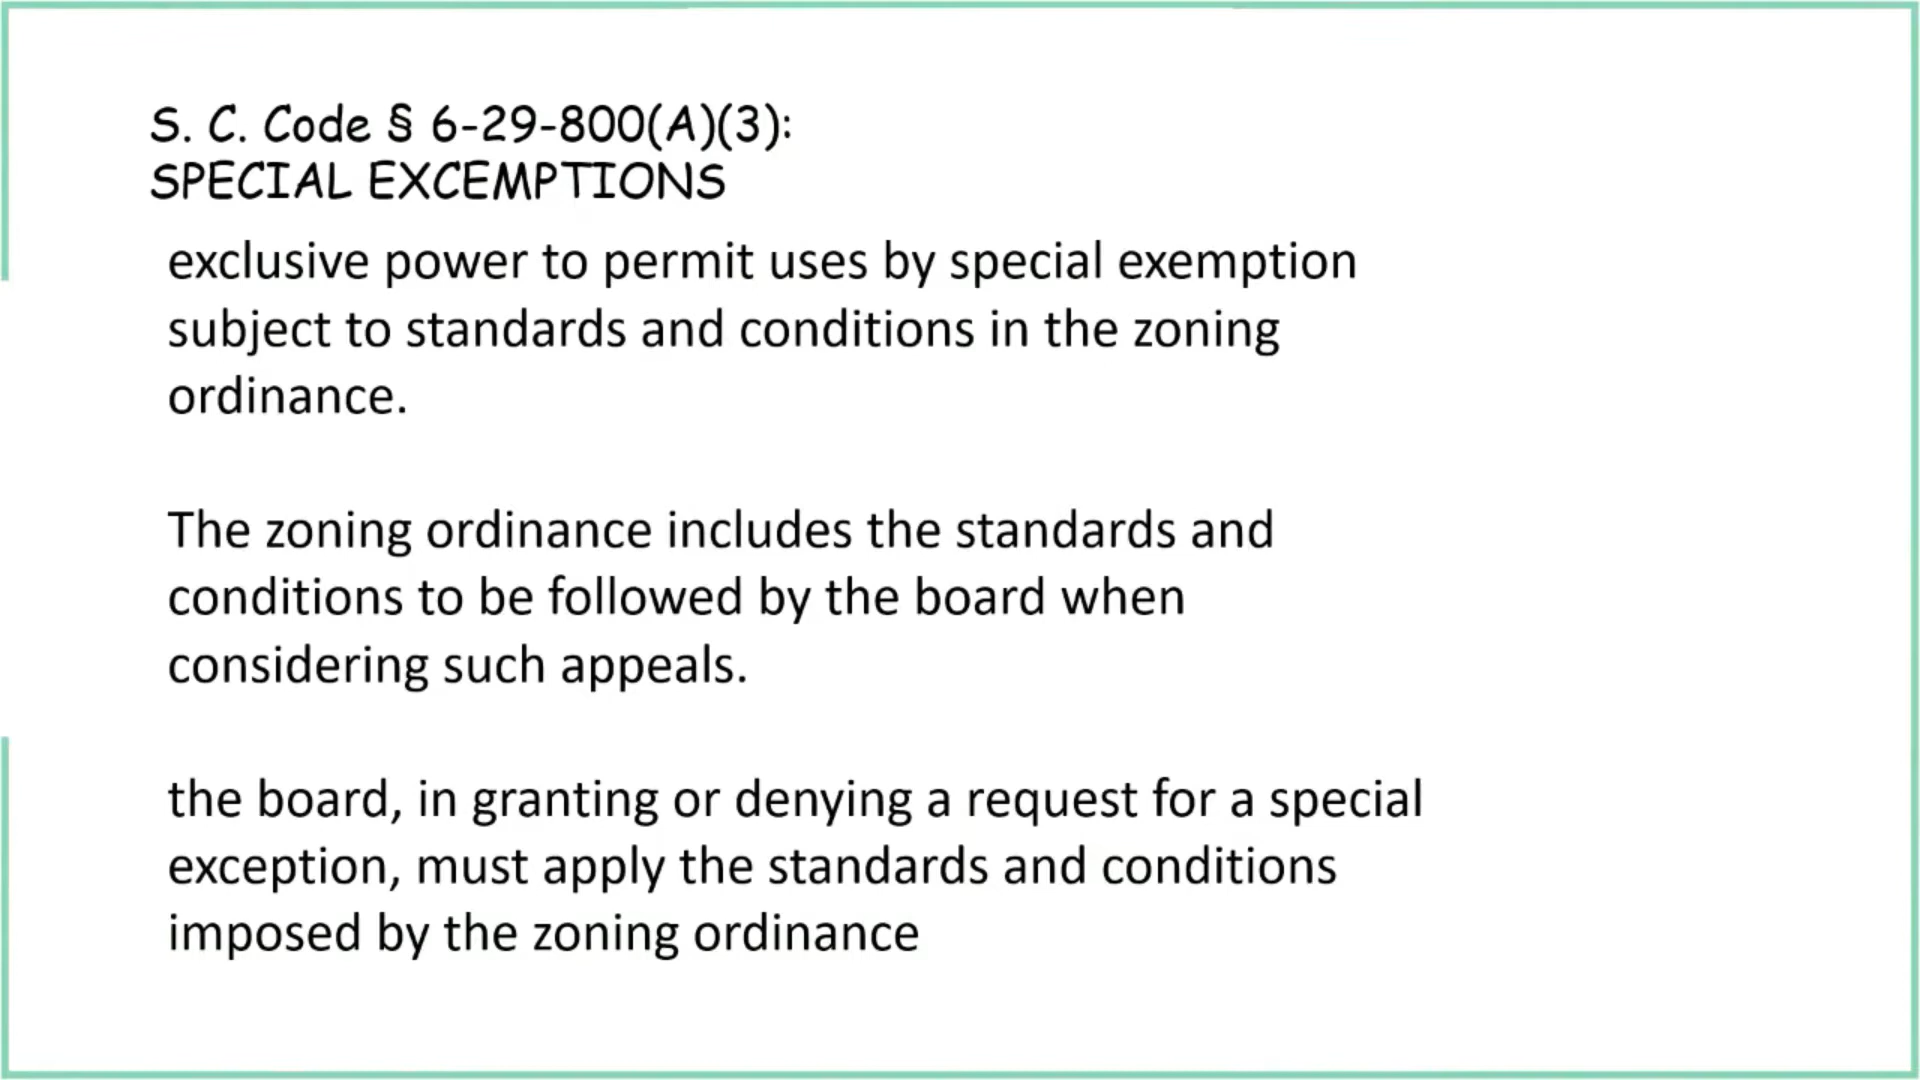 S. C. Code § 6-29-800(A)(3):
SPECIAL EXCEMPTIONS
exclusive power to permit uses by special exemption
subject to standards and conditions in the zoning
ordinance.
The zoning ordinance includes the standards and
conditions to be followed by the board when
considering such appeals.
the board, in granting or denying a request for a special
exception, must apply the standards and conditions
imposed by the zoning ordinance